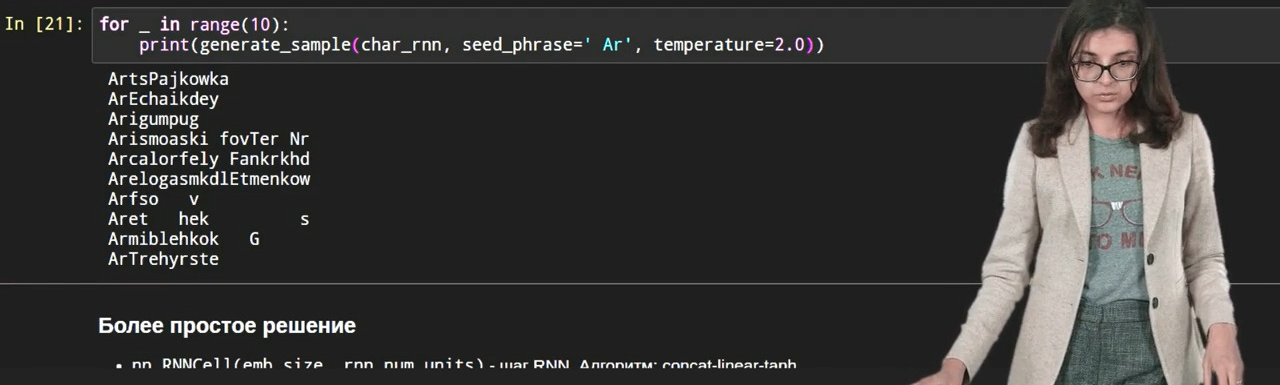 In [21]: for _ in range(10):
print(generate_sample(char_rnn, seed_phrase=' Ar', temperature=2.0))
ArtsPajkowka
ArEchaikdey
Arigumpug
Arismoaski fovTer Nr
Arcalorfely Fankrkhd
ArelogasmkdlEtmenkow
Arfso   v
Aret   hek         s
Armiblehkok   G
ArTrehyrste
Более простое решение
• nn.RNNCell(emb_size, rnn_num_units) - шаг RNN. Алгоритм: concat-linear-tanh